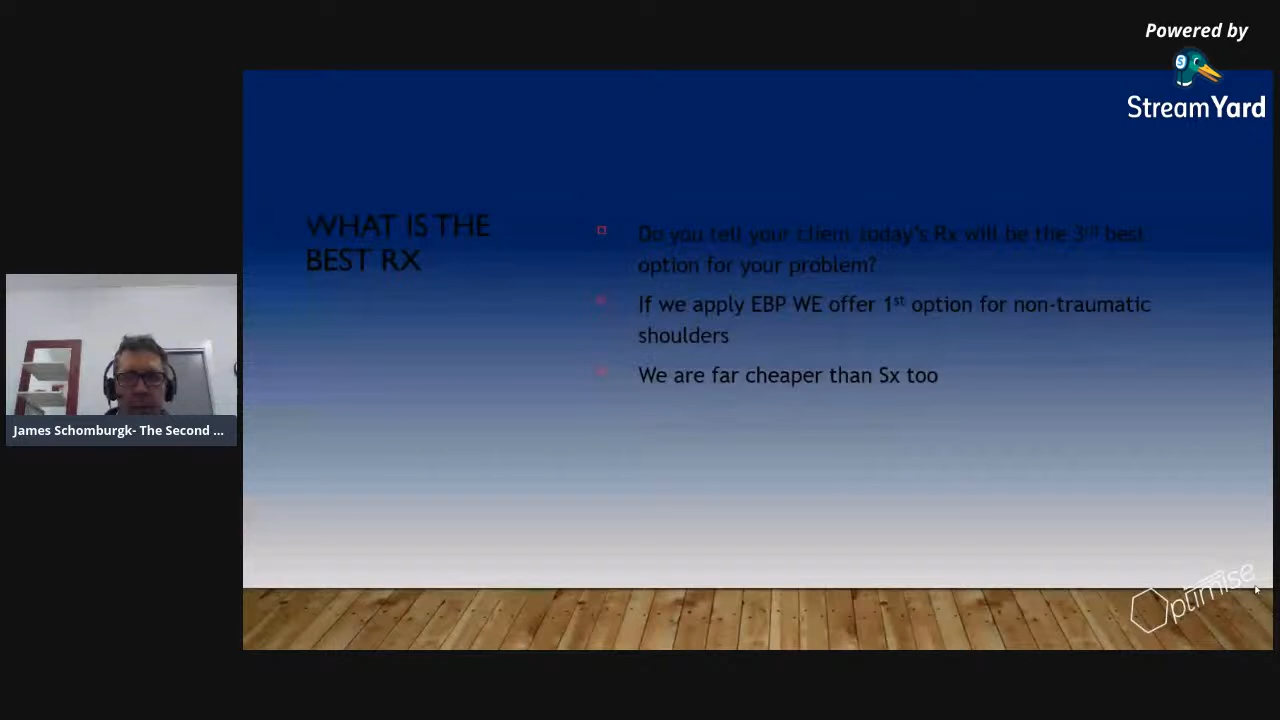 Powered by
StreamYard
WHAT IS THE
BEST RX
Do you tell your client today's Rx will be the 3rd best
option for your problem?
If we apply EBP WE offer 1st option for non-traumatic
shoulders
We are far cheaper than Sx too
James Schomburgk- The Second ...
Optimise